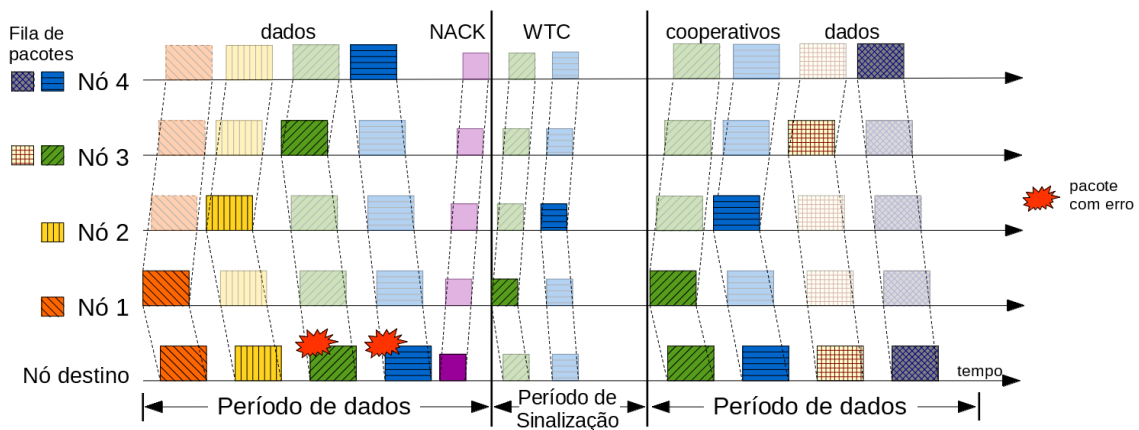 Fila de
pacotes
dados
NACK
WTC
cooperativos
dados
Nó 4
Nó 3
Nó 2
Nó 1
Nó destino
pacote
com erro
tempo
Período de dados
Período de
Sinalização
Período de dados